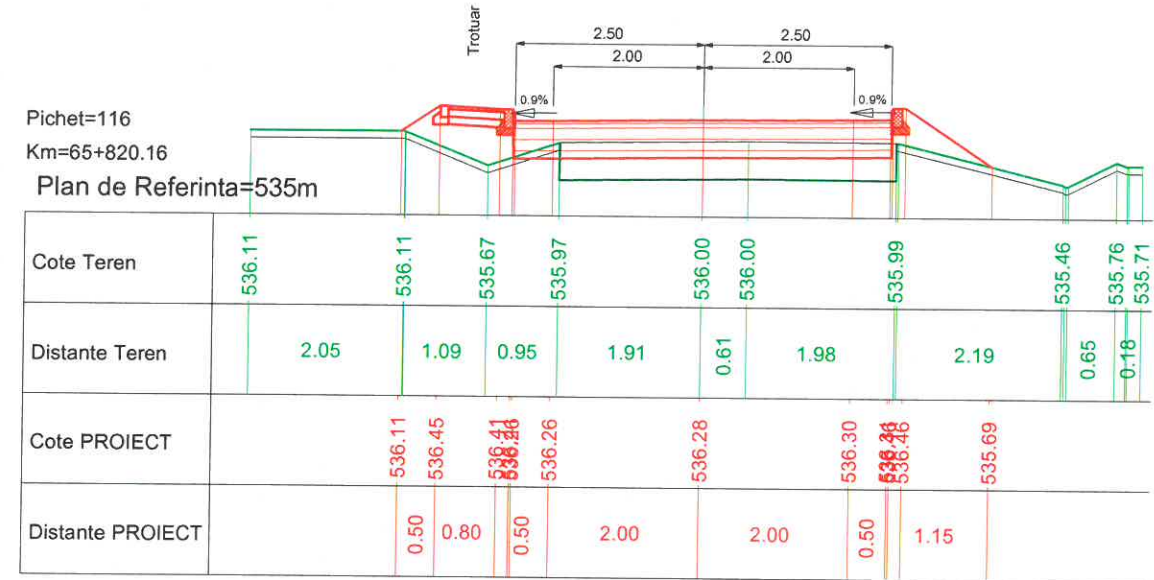 Trotuar
2.50 2.50
2.00 2.00
0.9% 0.9%
Pichet=116
Km=65+820.16
Plan de Referinta=535m
Cote Teren 536.11 536.11 535.67 535.97 536.00 536.00 535.99 535.46 535.76 535.71
Distante Teren 2.05 1.09 0.95 1.91 0.61 1.98 2.19 0.65 0.18
Cote PROIECT 536.11 536.45 536.41 536.26 536.28 536.30 536.46 535.69
Distante PROIECT 0.50 0.80 0.50 2.00 2.00 0.50 1.15